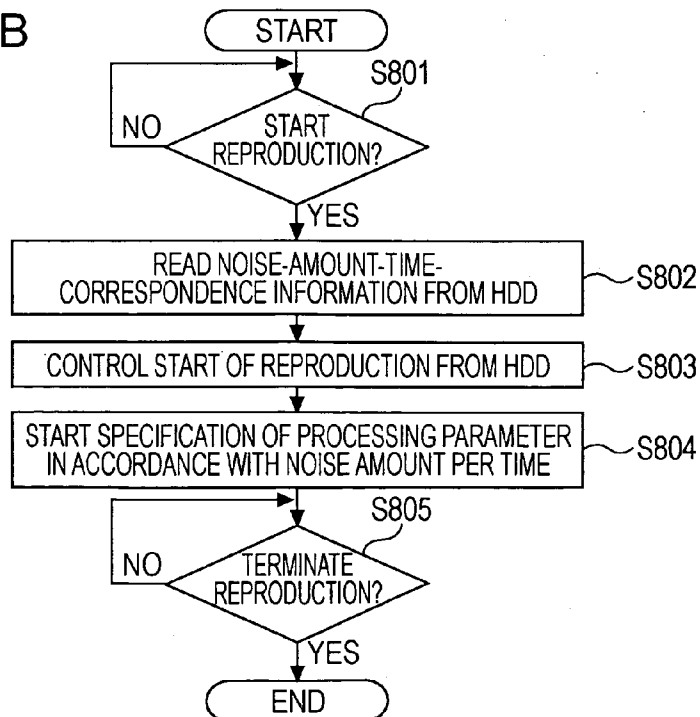 B
START
S801
START
REPRODUCTION?
NO
YES
READ NOISE-AMOUNT-TIME-
CORRESPONDENCE INFORMATION FROM HDD
S802
CONTROL START OF REPRODUCTION FROM HDD
S803
START SPECIFICATION OF PROCESSING PARAMETER
IN ACCORDANCE WITH NOISE AMOUNT PER TIME
S804
S805
TERMINATE
REPRODUCTION?
NO
YES
END